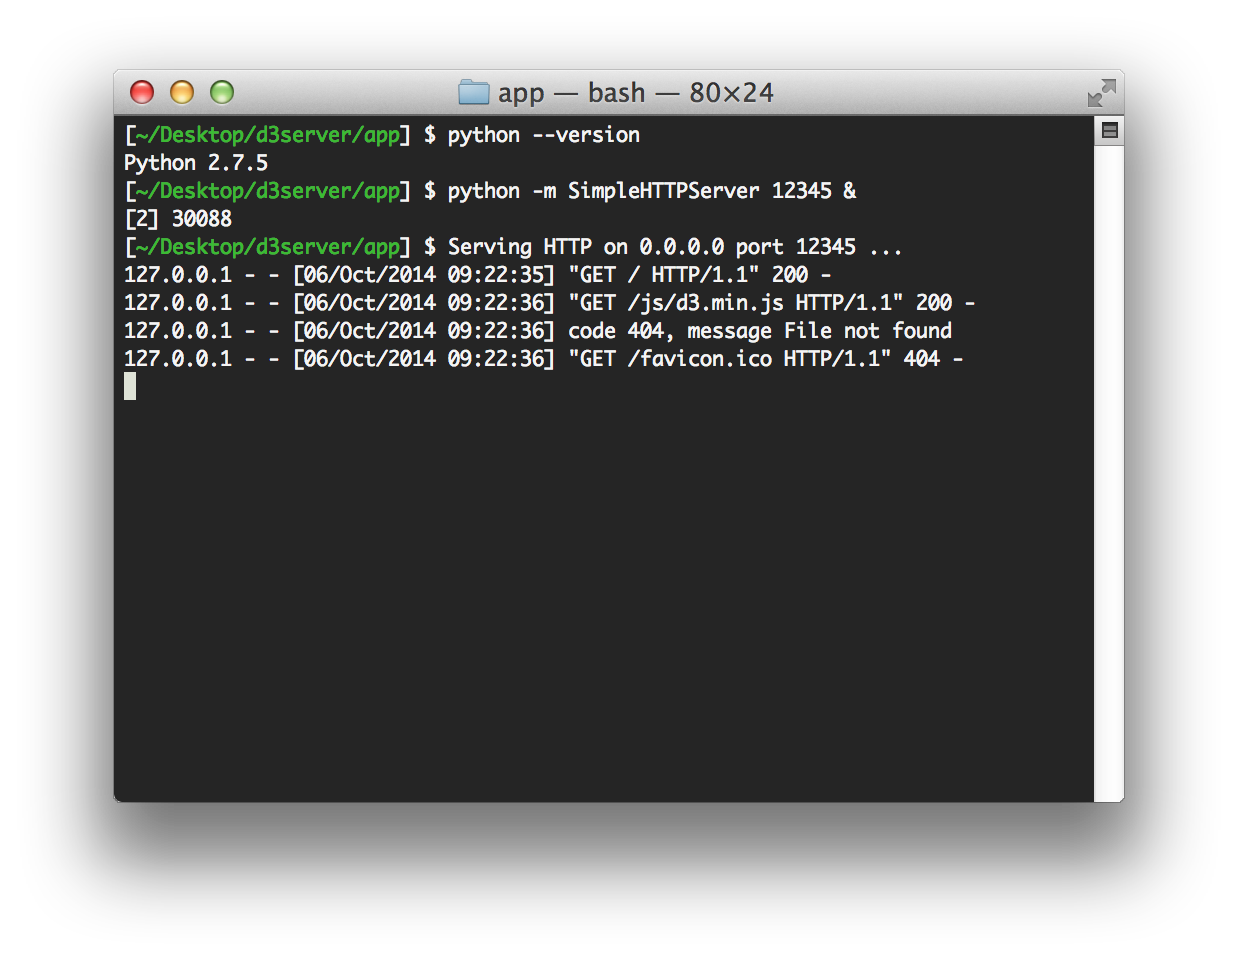 app — bash — 80×24
[~/Desktop/d3server/app] $ python --version
Python 2.7.5
[~/Desktop/d3server/app] $ python -m SimpleHTTPServer 12345 &
[2] 30088
[~/Desktop/d3server/app] $ Serving HTTP on 0.0.0.0 port 12345 ...
127.0.0.1 - - [06/Oct/2014 09:22:35] "GET / HTTP/1.1" 200 -
127.0.0.1 - - [06/Oct/2014 09:22:36] "GET /js/d3.min.js HTTP/1.1" 200 -
127.0.0.1 - - [06/Oct/2014 09:22:36] code 404, message File not found
127.0.0.1 - - [06/Oct/2014 09:22:36] "GET /favicon.ico HTTP/1.1" 404 -